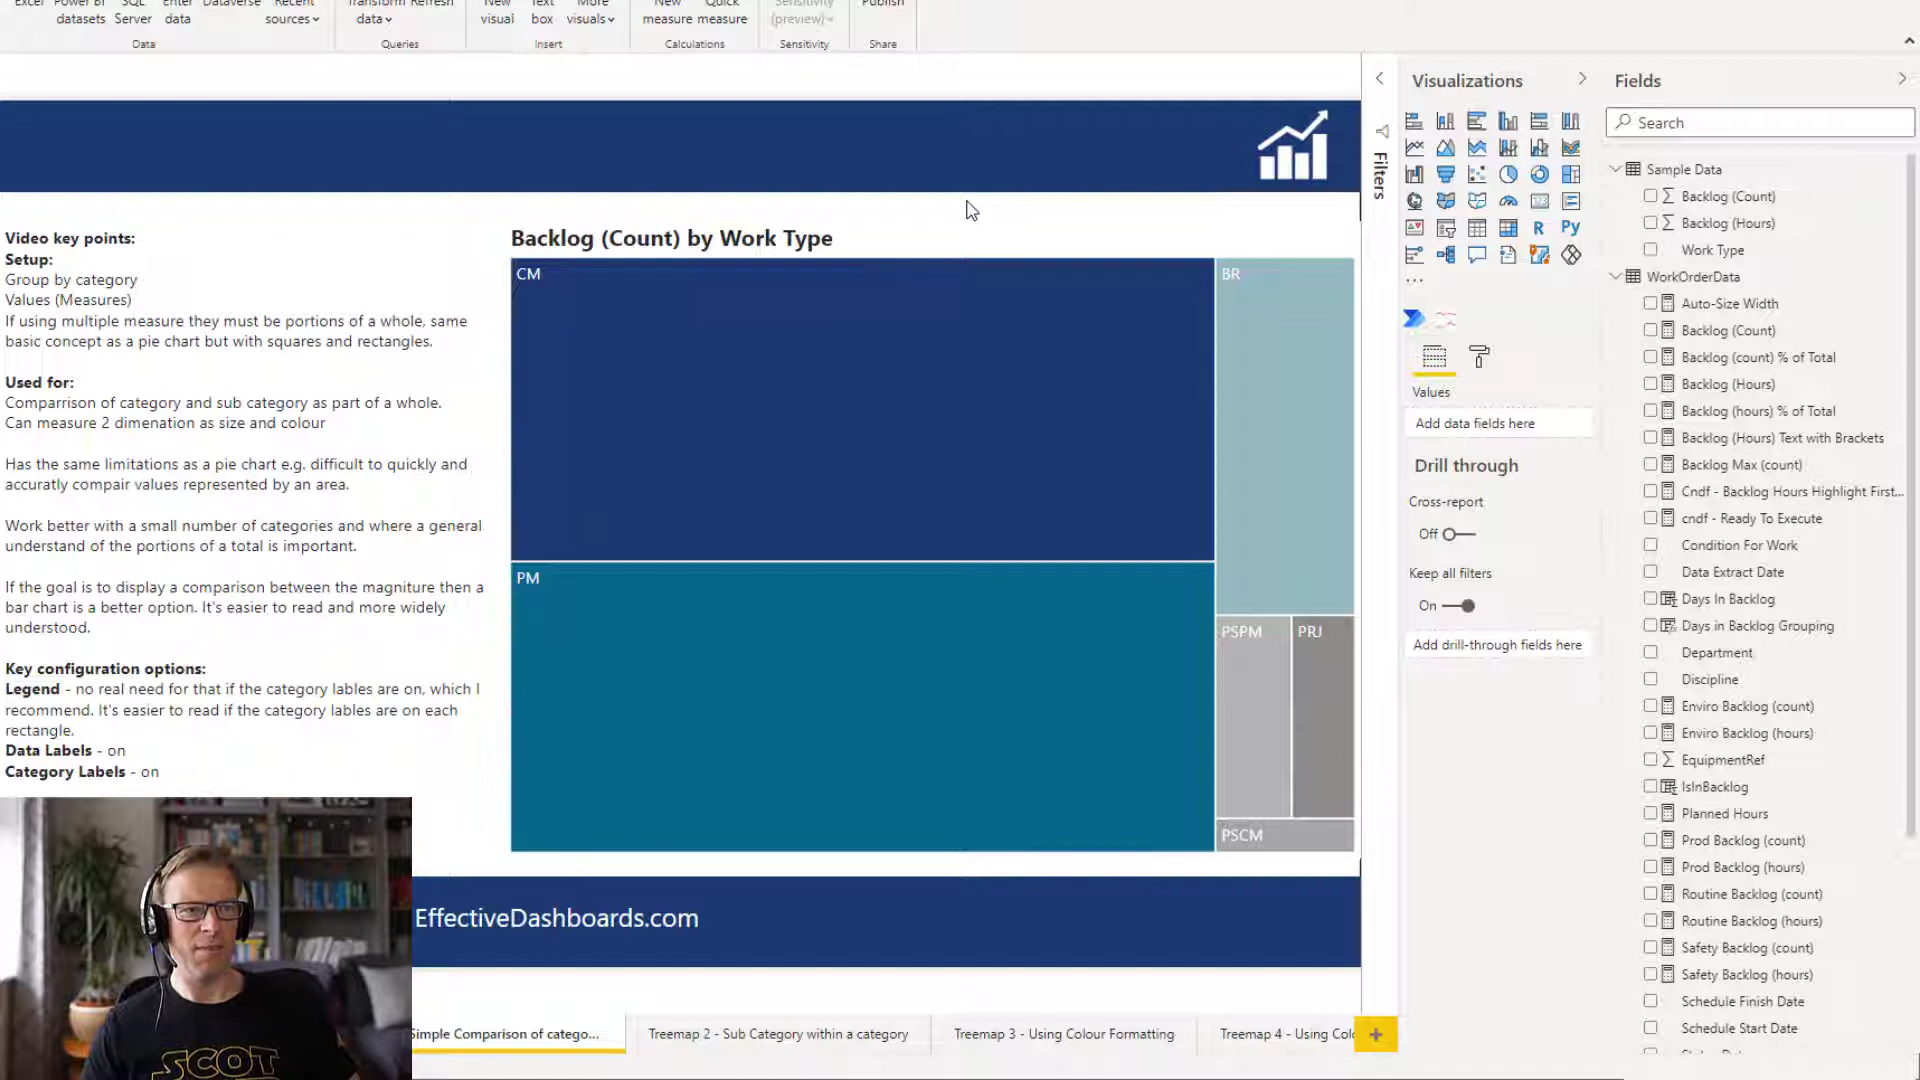 Excel
Power BI
datasets
SQL
Server
Enter
data
Dataverse
Recent
sources
Data
Transform
data
Refresh
Queries
New
visual
Text
box
More
visuals
Insert
New
measure
Quick
measure
Calculations
Sensitivity
(preview)
Sensitivity
Publish
Share
Video key points:
Setup:
Group by category
Values (Measures)
If using multiple measure they must be portions of a whole, same
basic concept as a pie chart but with squares and rectangles.
Used for:
Comparrison of category and sub category as part of a whole.
Can measure 2 dimenation as size and colour
Has the same limitations as a pie chart e.g. difficult to quickly and
accuratly compair values represented by an area.
Work better with a small number of categories and where a general
understand of the portions of a total is important.
If the goal is to display a comparison between the magniture then a
bar chart is a better option. It's easier to read and more widely
understood.
Key configuration options:
Legend - no real need for that if the category lables are on, which I
recommend. It's easier to read if the category lables are on each
rectangle.
Data Labels - on
Category Labels - on
Backlog (Count) by Work Type
CM
BR
PM
PSPM
PRJ
PSCM
EffectiveDashboards.com
SCOT
Simple Comparison of catego...
Treemap 2 - Sub Category within a category
Treemap 3 - Using Colour Formatting
Treemap 4 - Using Colo
+
Filters
Visualizations
R
Py
...
Values
Add data fields here
Drill through
Cross-report
Off
Keep all filters
On
Add drill-through fields here
Fields
Search
Sample Data
Backlog (Count)
Backlog (Hours)
Work Type
WorkOrderData
Auto-Size Width
Backlog (Count)
Backlog (count) % of Total
Backlog (Hours)
Backlog (hours) % of Total
Backlog (Hours) Text with Brackets
Backlog Max (count)
Cndf - Backlog Hours Highlight First...
cndf - Ready To Execute
Condition For Work
Data Extract Date
Days In Backlog
Days in Backlog Grouping
Department
Discipline
Enviro Backlog (count)
Enviro Backlog (hours)
EquipmentRef
IsInBacklog
Planned Hours
Prod Backlog (count)
Prod Backlog (hours)
Routine Backlog (count)
Routine Backlog (hours)
Safety Backlog (count)
Safety Backlog (hours)
Schedule Finish Date
Schedule Start Date